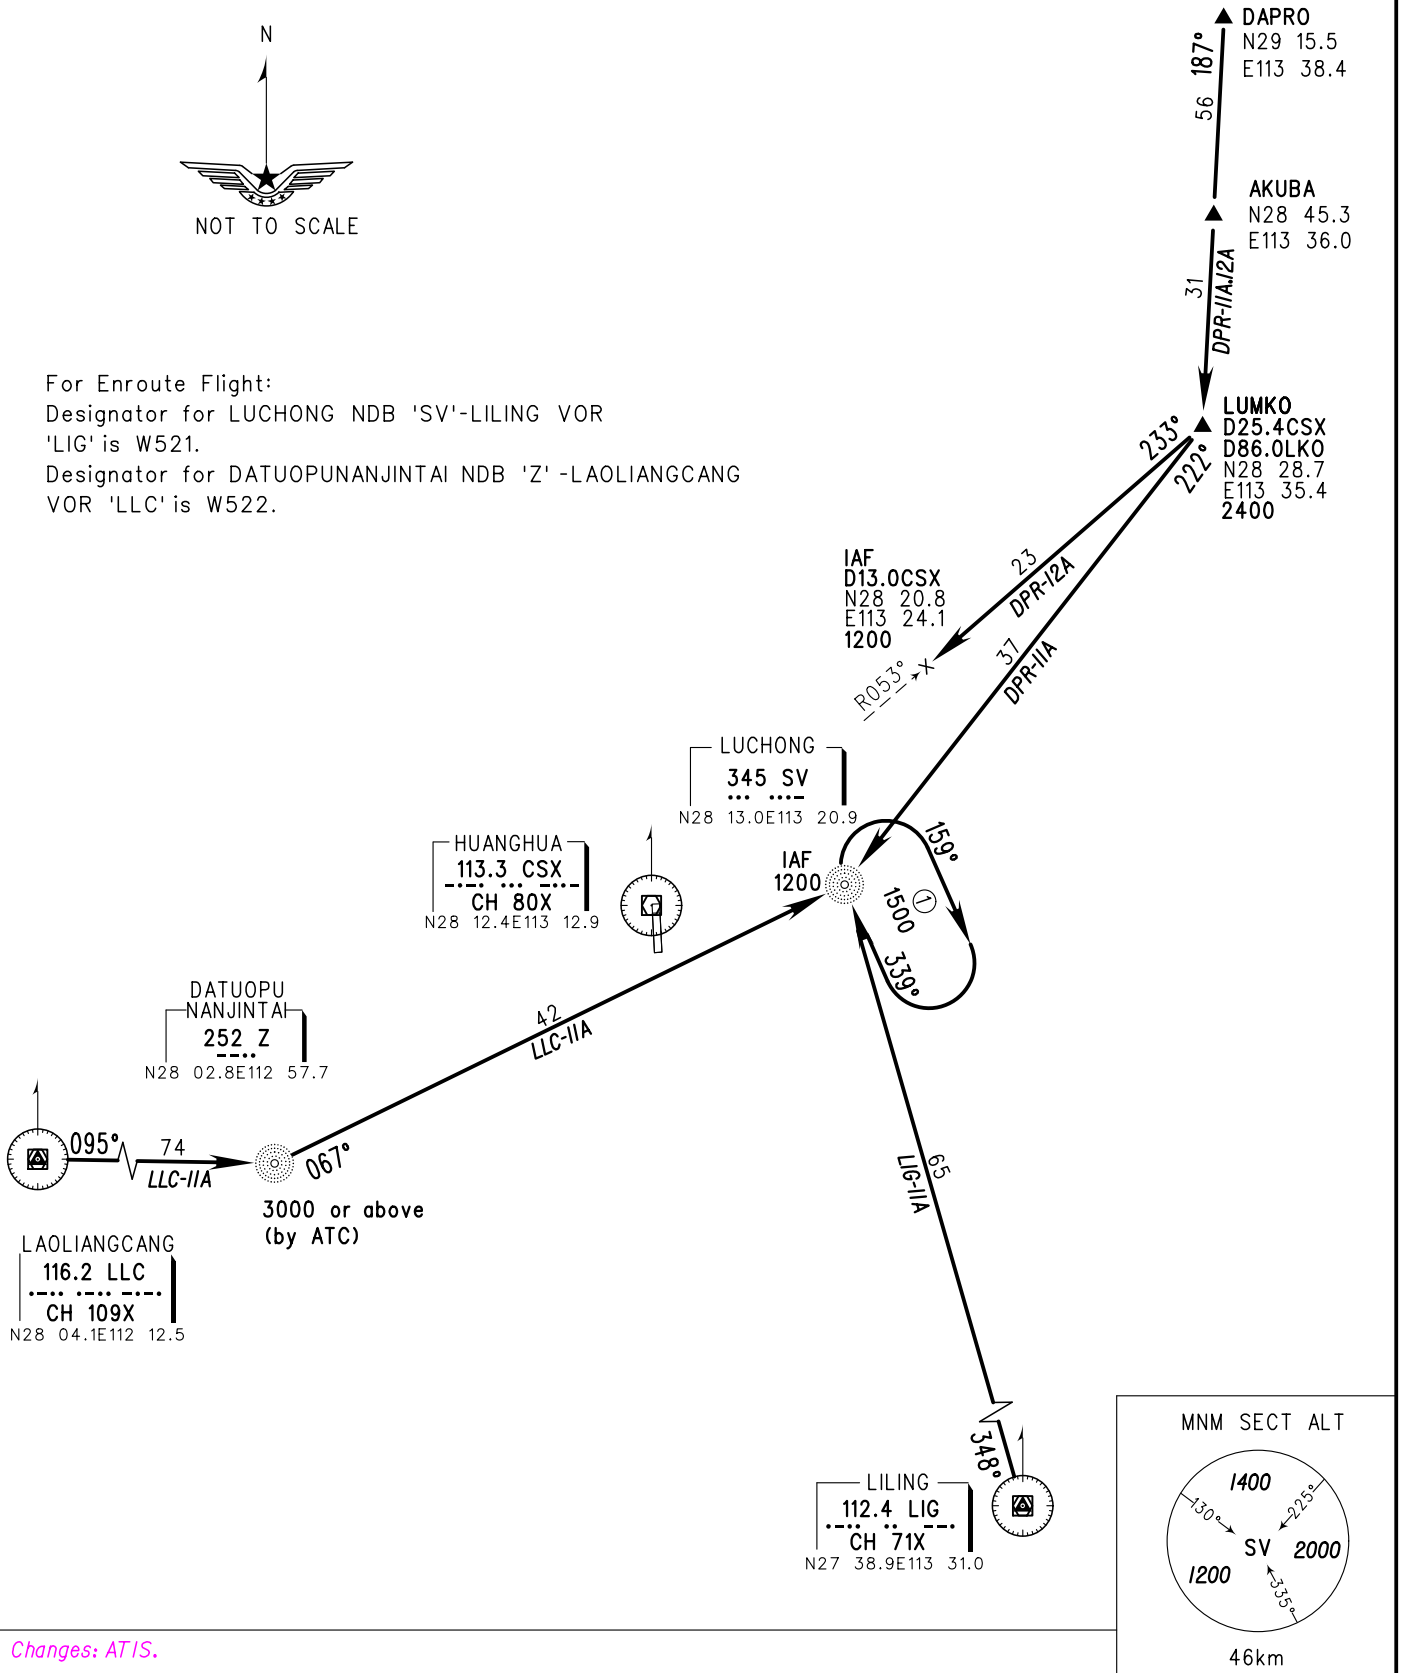 N
NOT TO SCALE
DAPRO
N29 15.5
E113 38.4
187°
56
AKUBA
N28 45.3
E113 36.0
31
DPR-11A.12A
For Enroute Flight:
Designator for LUCHONG NDB 'SV'-LILING VOR
'LIG' is W521.
Designator for DATUOPUNANJINTAI NDB 'Z' -LAOLIANGCANG
VOR 'LLC' is W522.
LUMKO
D25.4CSX
D86.0LKO
N28 28.7
E113 35.4
2400
233°
222°
23
DPR-12A
37
DPR-11A
IAF
D13.0CSX
N28 20.8
E113 24.1
1200
R053°
X
LUCHONG
345 SV
N28 13.0E113 20.9
IAF
1200
159°
1500
1
339°
HUANGHUA
113.3 CSX
CH 80X
N28 12.4E113 12.9
DATUOPU
NANJINTAI
252 Z
N28 02.8E112 57.7
42
LLC-11A
095°
74
LLC-11A
067°
3000 or above
(by ATC)
LAOLIANGCANG
116.2 LLC
CH 109X
N28 04.1E112 12.5
65
LIG-11A
348°
LILING
112.4 LIG
CH 71X
N27 38.9E113 31.0
MNM SECT ALT
1400
130°
225°
SV
2000
1200
335°
46km
Changes: ATIS.